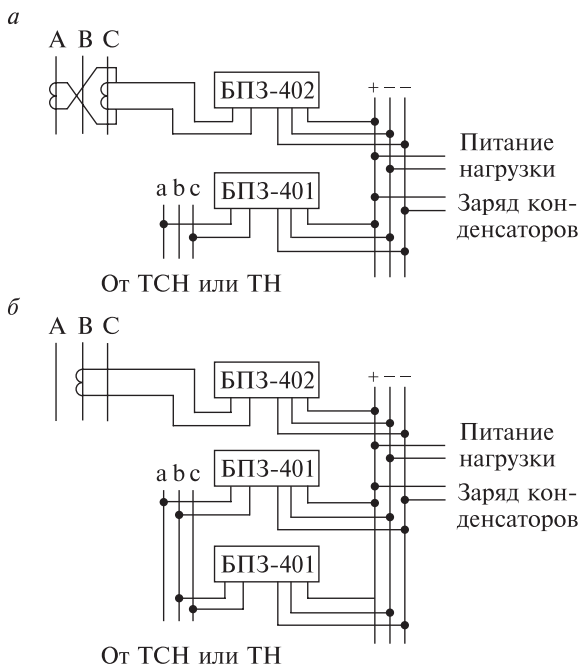 а
А В С
БПЗ-402
+ − −
Питание
нагрузки
БПЗ-401
a b c
Заряд кон-
денсаторов
От ТСН или ТН
б
А В С
БПЗ-402
+ − −
Питание
нагрузки
БПЗ-401
a b c
Заряд кон-
денсаторов
БПЗ-401
От ТСН или ТН